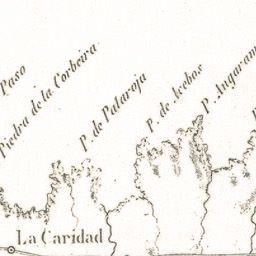 Paso
Piedra de la Corbeira
P. de Pataroja
P. de Acebos
P. Angaram
La Caridad